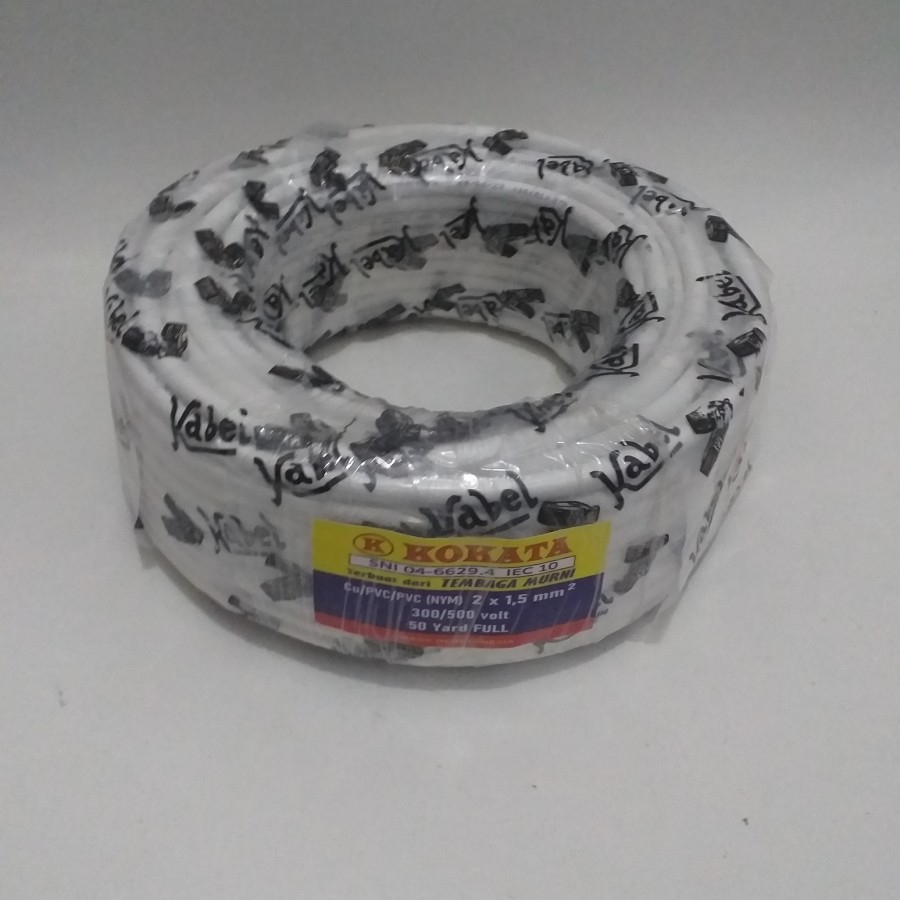 Kabel
Kabel
Kabel
Kabel
Kabel
K KOKATA
SNI 04-6629.4 IEC 10
Terbuat dari TEMBAGA MURNI
Cu/PVC/PVC (NYM) 2 x 1,5 mm²
300/500 volt
50 Yard FULL